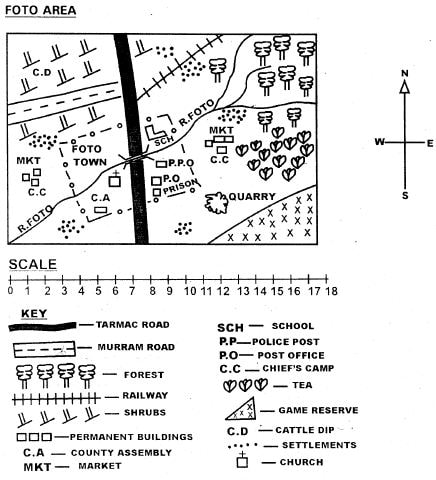 FOTO AREA
C.D
R.FOTO
SCH
MKT
C.C
FOTO
TOWN
MKT
C.C
P.P.O
P.O
PRISON
C.A
QUARRY
R.FOTO
N
W
E
S
SCALE
0 1 2 3 4 5 6 7 8 9 10 11 12 13 14 15 16 17 18
KEY
TARMAC ROAD
MURRAM ROAD
FOREST
RAILWAY
SHRUBS
PERMANENT BUILDINGS
C.A — COUNTY ASSEMBLY
MKT — MARKET
SCH — SCHOOL
P.P — POLICE POST
P.O — POST OFFICE
C.C — CHIEF'S CAMP
TEA
GAME RESERVE
C.D — CATTLE DIP
SETTLEMENTS
CHURCH